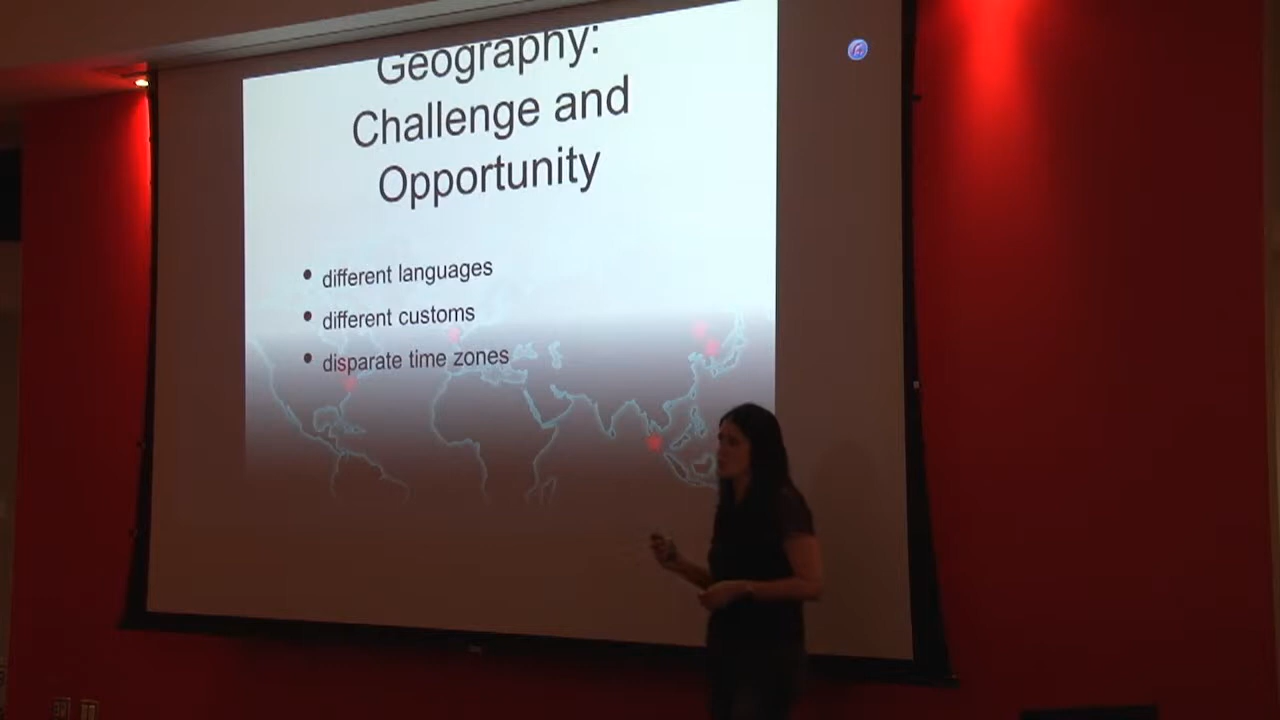 Geography:
Challenge and
Opportunity
• different languages
• different customs
• disparate time zones